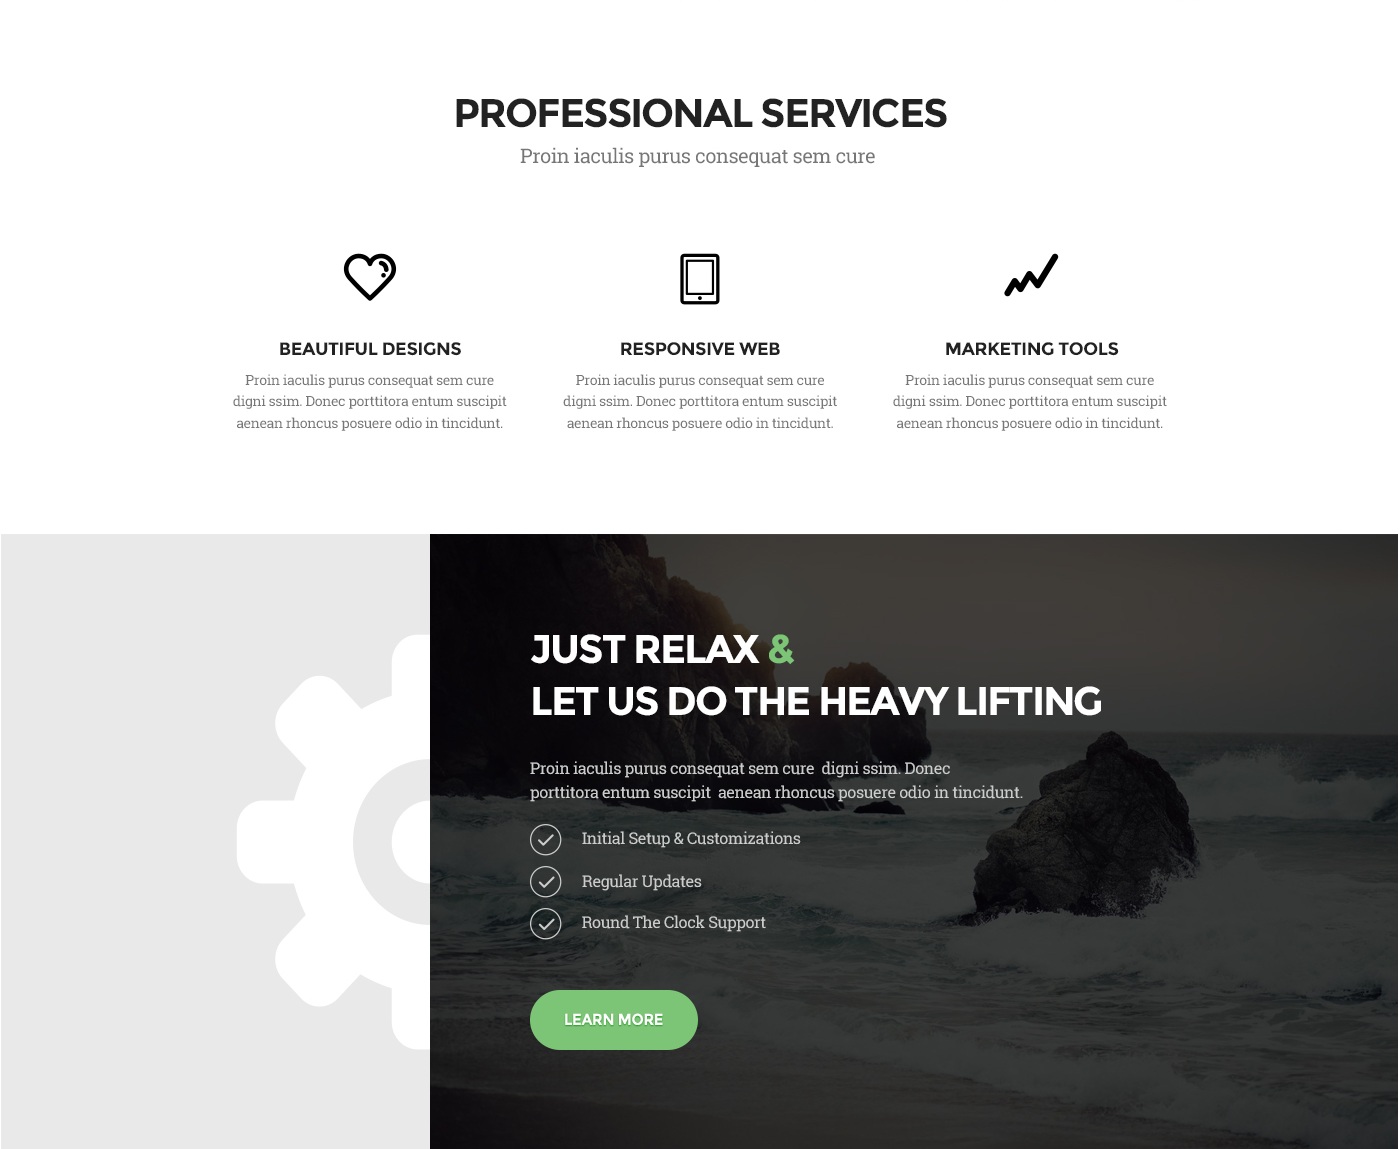 PROFESSIONAL SERVICES
Proin iaculis purus consequat sem cure
BEAUTIFUL DESIGNS
Proin iaculis purus consequat sem cure
digni ssim. Donec porttitora entum suscipit
aenean rhoncus posuere odio in tincidunt.
RESPONSIVE WEB
Proin iaculis purus consequat sem cure
digni ssim. Donec porttitora entum suscipit
aenean rhoncus posuere odio in tincidunt.
MARKETING TOOLS
Proin iaculis purus consequat sem cure
digni ssim. Donec porttitora entum suscipit
aenean rhoncus posuere odio in tincidunt.
JUST RELAX &
LET US DO THE HEAVY LIFTING
Proin iaculis purus consequat sem cure digni ssim. Donec
porttitora entum suscipit aenean rhoncus posuere odio in tincidunt.
Initial Setup & Customizations
Regular Updates
Round The Clock Support
LEARN MORE